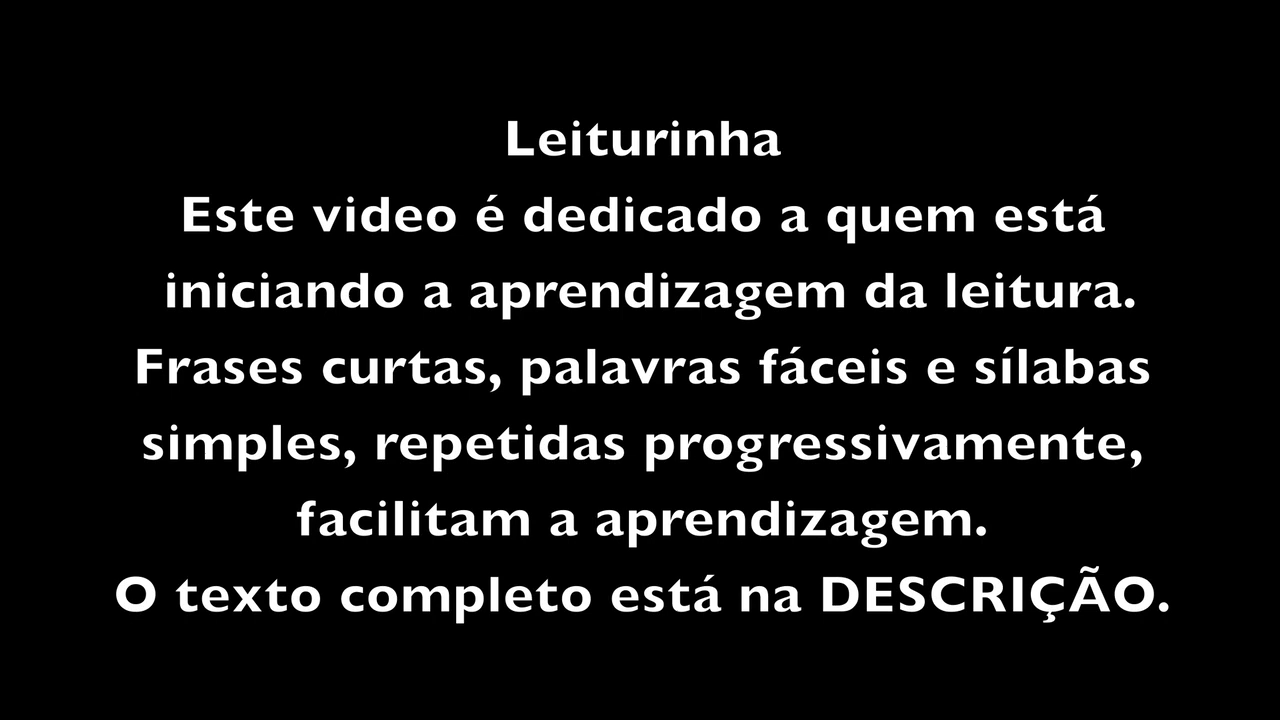 Leiturinha
Este video é dedicado a quem está
iniciando a aprendizagem da leitura.
Frases curtas, palavras fáceis e sílabas
simples, repetidas progressivamente,
facilitam a aprendizagem.
O texto completo está na DESCRIÇÃO.